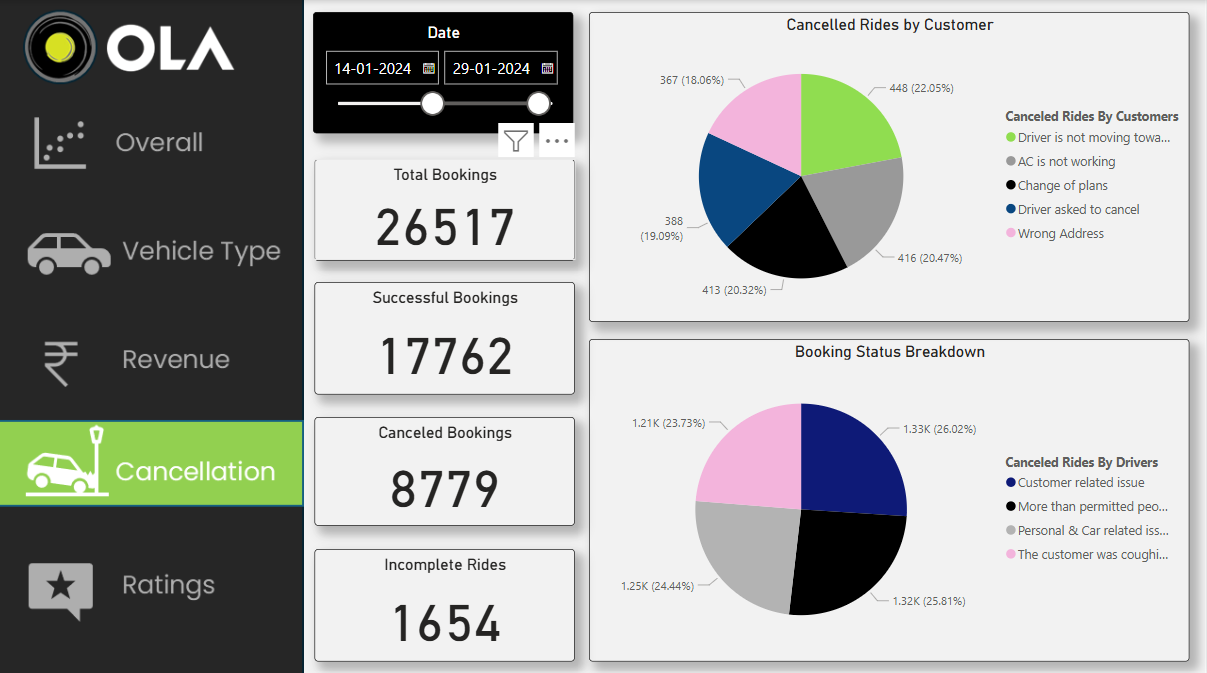 OLA
Overall
Vehicle Type
Revenue
Cancellation
Ratings
Date
14-01-2024
29-01-2024
Total Bookings
26517
Successful Bookings
17762
Canceled Bookings
8779
Incomplete Rides
1654
Cancelled Rides by Customer
367 (18.06%)
448 (22.05%)
388
(19.09%)
416 (20.47%)
413 (20.32%)
Canceled Rides By Customers
Driver is not moving towa...
AC is not working
Change of plans
Driver asked to cancel
Wrong Address
Booking Status Breakdown
1.21K (23.73%)
1.33K (26.02%)
1.25K (24.44%)
1.32K (25.81%)
Canceled Rides By Drivers
Customer related issue
More than permitted peo...
Personal & Car related iss...
The customer was coughi...